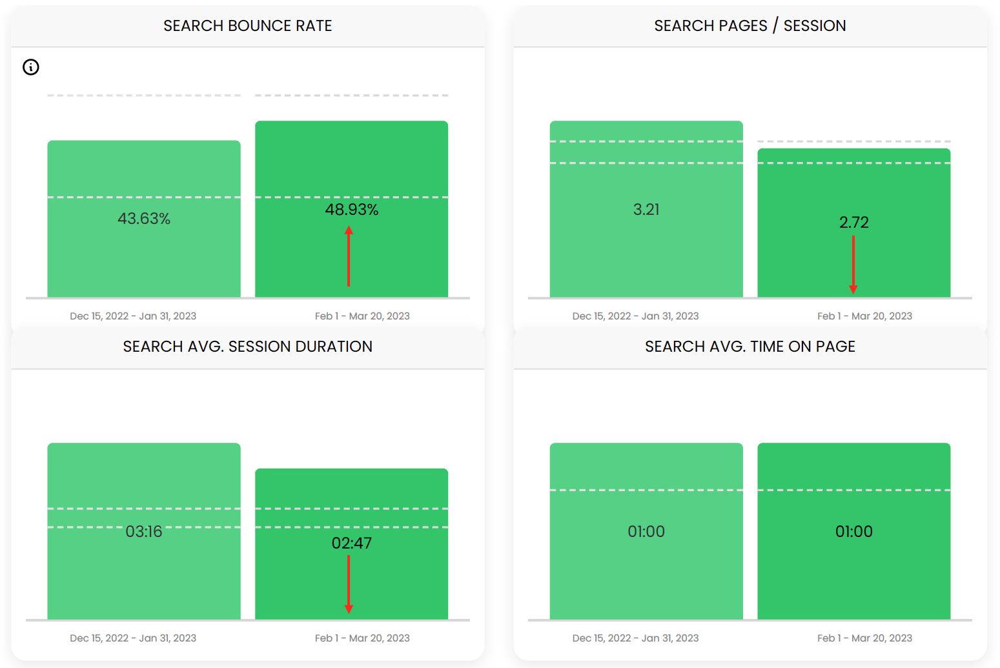 SEARCH BOUNCE RATE
43.63%
48.93%
Dec 15, 2022 - Jan 31, 2023
Feb 1 - Mar 20, 2023
SEARCH PAGES / SESSION
3.21
2.72
Dec 15, 2022 - Jan 31, 2023
Feb 1 - Mar 20, 2023
SEARCH AVG. SESSION DURATION
03:16
02:47
Dec 15, 2022 - Jan 31, 2023
Feb 1 - Mar 20, 2023
SEARCH AVG. TIME ON PAGE
01:00
01:00
Dec 15, 2022 - Jan 31, 2023
Feb 1 - Mar 20, 2023